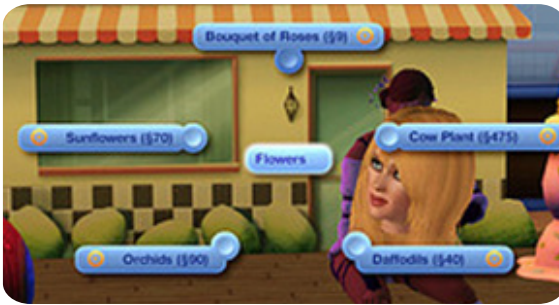 Bouquet of Roses (§9)
Sunflowers (§70)
Cow Plant (§475)
Flowers
Orchids (§90)
Daffodils (§40)